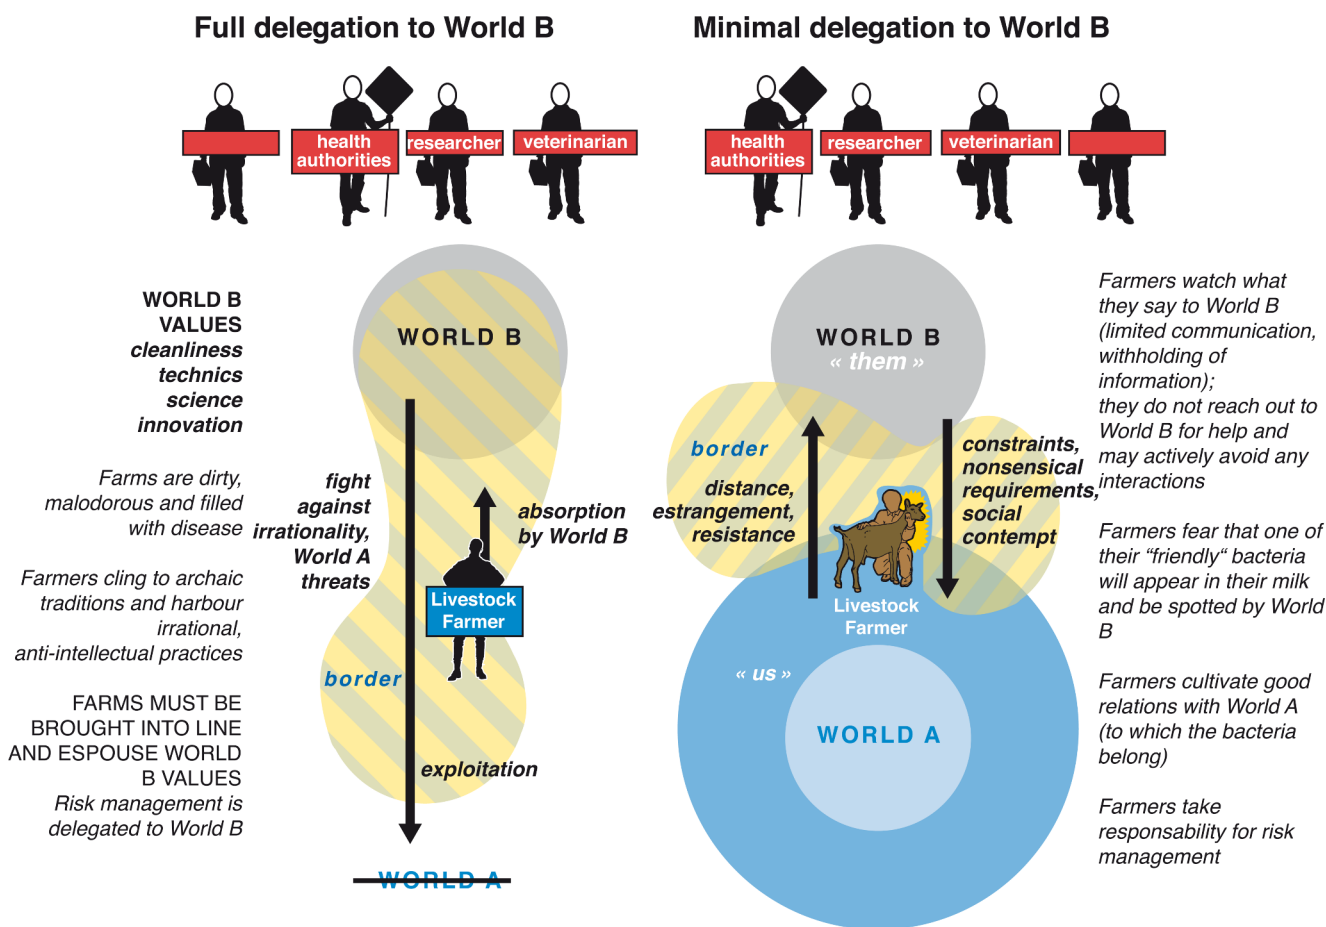 Full delegation to World B
health
authorities
researcher
veterinarian
WORLD B
VALUES
cleanliness
technics
science
innovation
Farms are dirty,
malodorous and filled
with disease
Farmers cling to archaic
traditions and harbour
irrational,
anti-intellectual practices
FARMS MUST BE
BROUGHT INTO LINE
AND ESPOUSE WORLD
B VALUES
Risk management is
delegated to World B
WORLD B
fight
against
irrationality,
World A
threats
absorption
by World B
Livestock
Farmer
border
exploitation
WORLD A
Minimal delegation to World B
health
authorities
researcher
veterinarian
WORLD B
« them »
border
distance,
estrangement,
resistance
constraints,
nonsensical
requirements,
social
contempt
Livestock
Farmer
« us »
WORLD A
Farmers watch what
they say to World B
(limited communication,
withholding of
information);
they do not reach out to
World B for help and
may actively avoid any
interactions
Farmers fear that one of
their “friendly“ bacteria
will appear in their milk
and be spotted by World
B
Farmers cultivate good
relations with World A
(to which the bacteria
belong)
Farmers take
responsability for risk
management